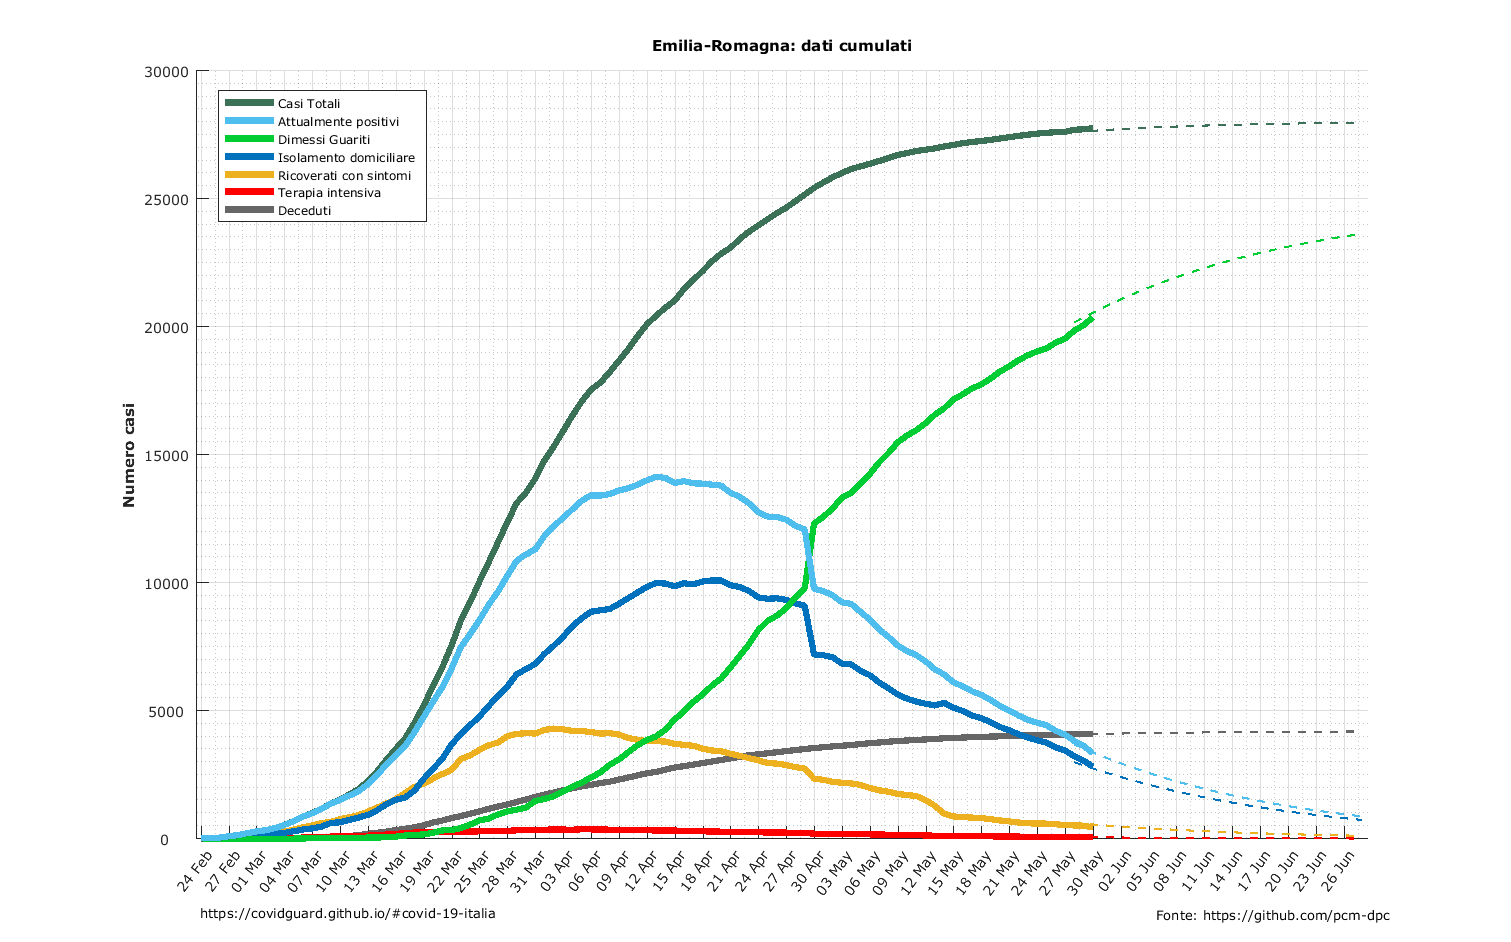 Emilia-Romagna: dati cumulati
30000
25000
20000
15000
10000
5000
0
Numero casi
Casi Totali
Attualmente positivi
Dimessi Guariti
Isolamento domiciliare
Ricoverati con sintomi
Terapia intensiva
Deceduti
24 Feb
27 Feb
01 Mar
04 Mar
07 Mar
10 Mar
13 Mar
16 Mar
19 Mar
22 Mar
25 Mar
28 Mar
31 Mar
03 Apr
06 Apr
09 Apr
12 Apr
15 Apr
18 Apr
21 Apr
24 Apr
27 Apr
30 Apr
03 May
06 May
09 May
12 May
15 May
18 May
21 May
24 May
27 May
30 May
02 Jun
05 Jun
08 Jun
11 Jun
14 Jun
17 Jun
20 Jun
23 Jun
26 Jun
https://covidguard.github.io/#covid-19-italia
Fonte: https://github.com/pcm-dpc